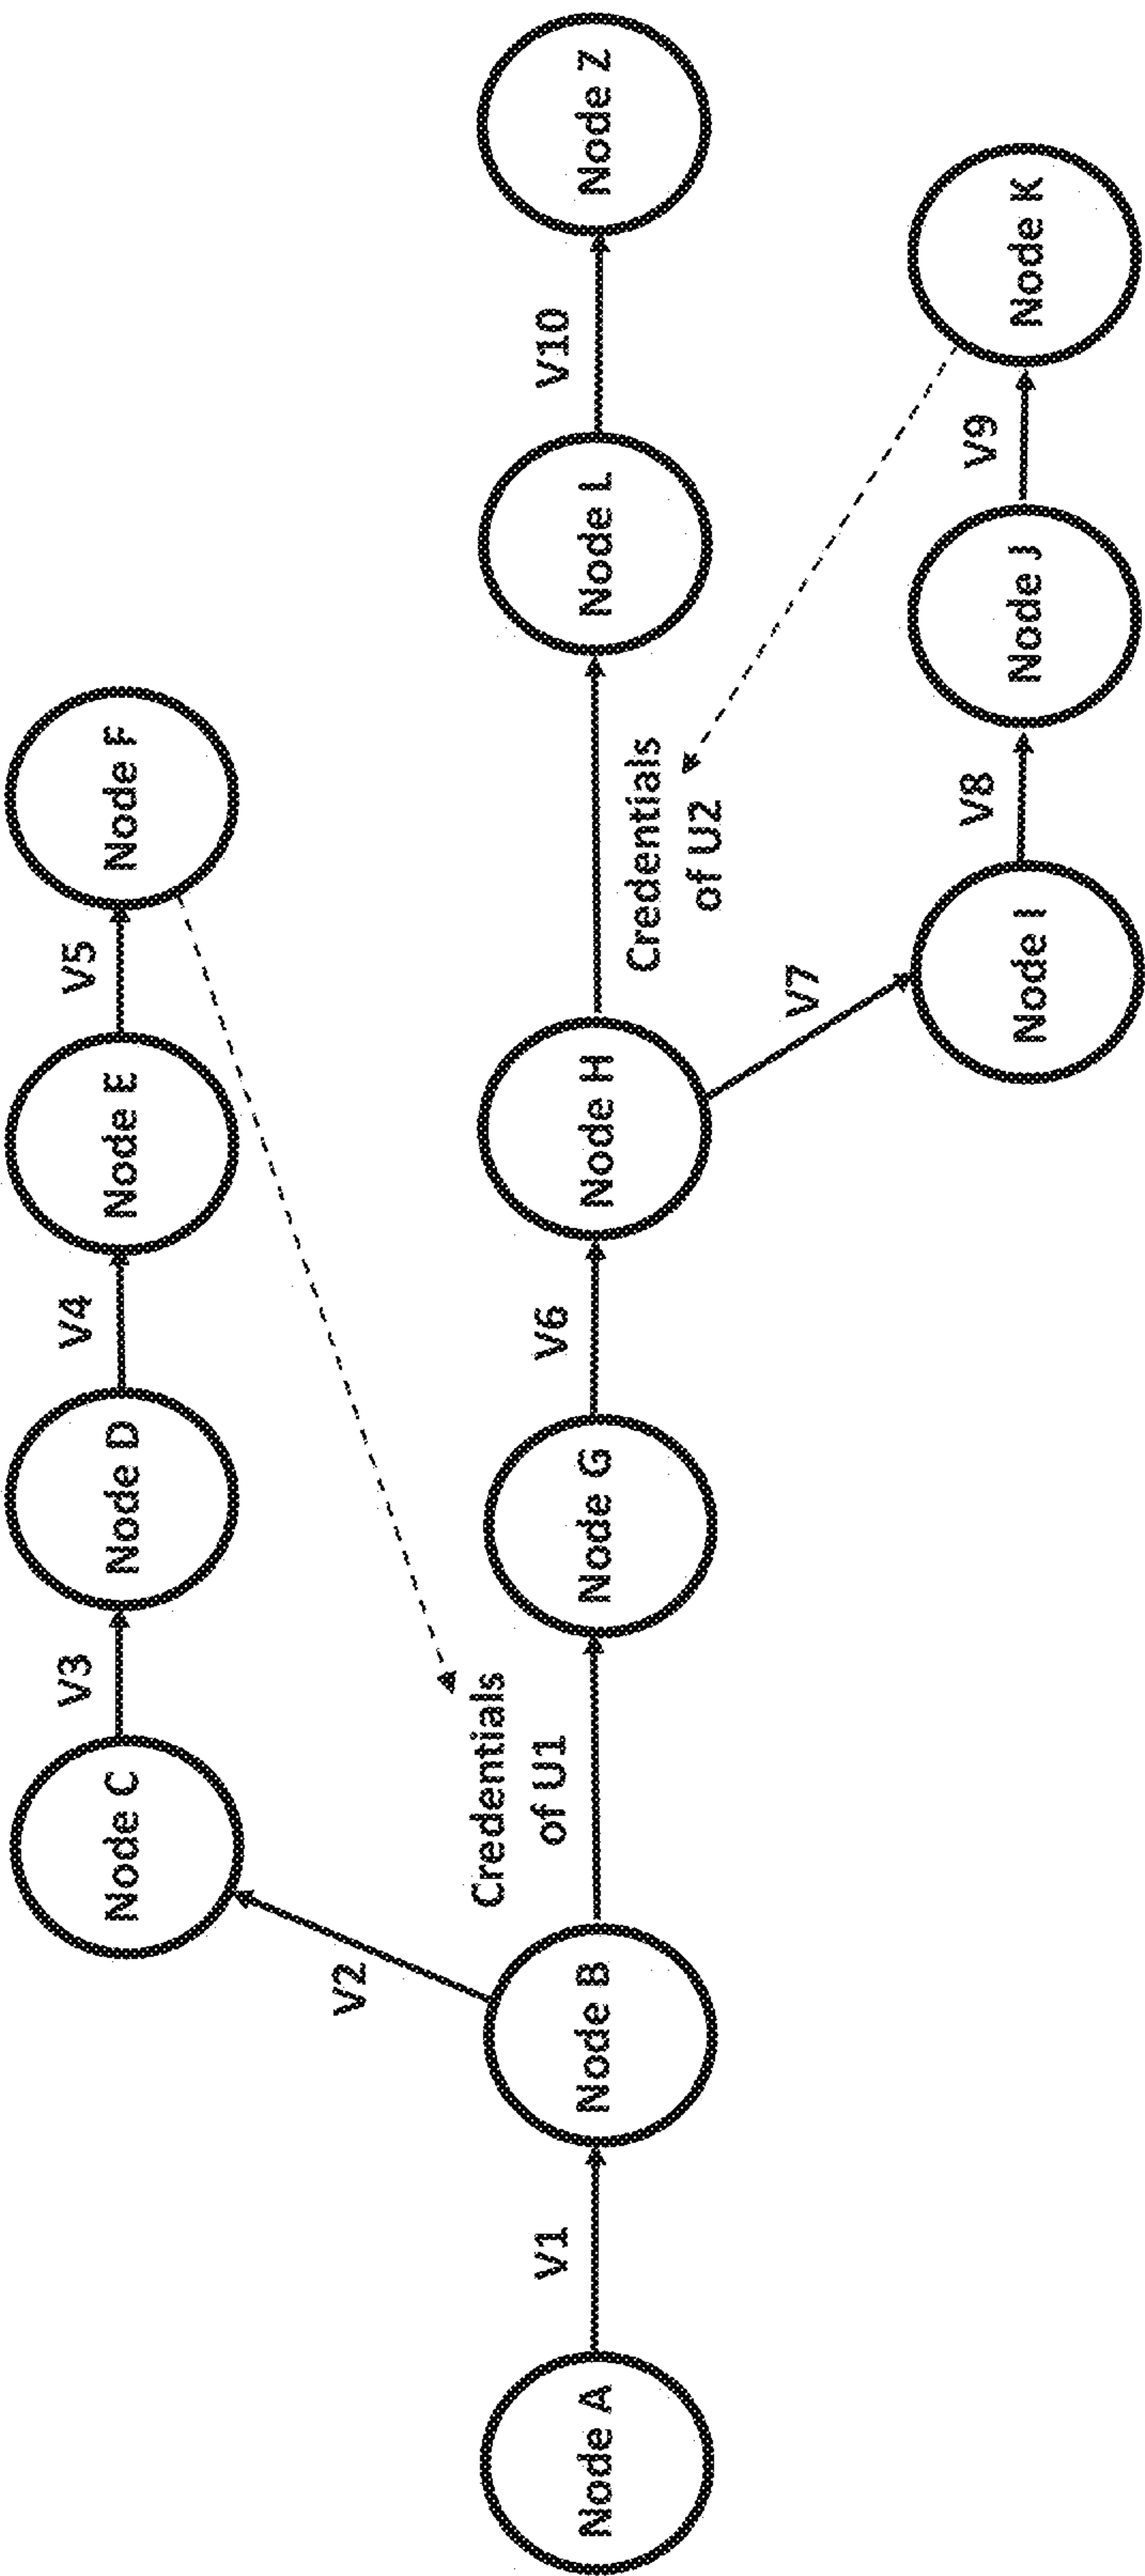 V3
V4
V5
Node C
Node D
Node E
Node F
V2
Credentials
of U1
V1
V6
V10
Node A
Node B
Node G
Node H
Node L
Node Z
Credentials
of U2
V7
V8
V9
Node I
Node J
Node K